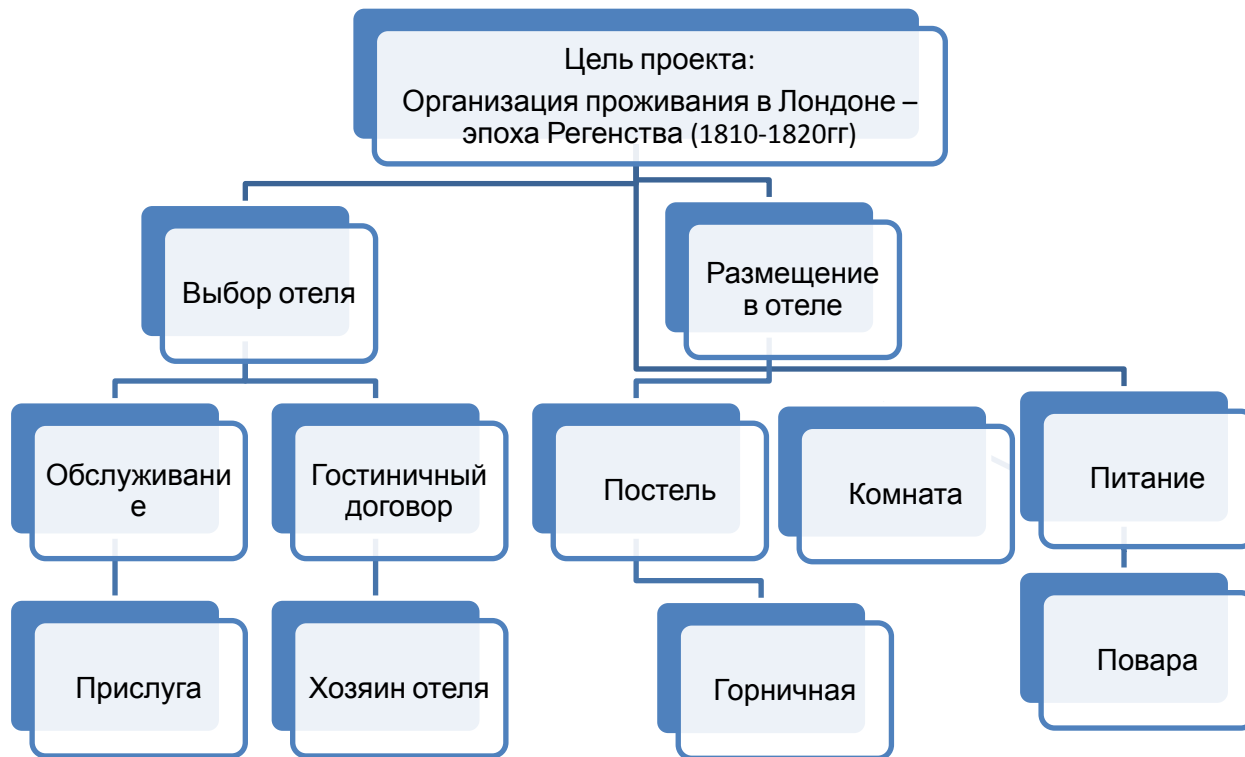 Цель проекта:
Организация проживания в Лондоне –
эпоха Регенства (1810-1820гг)
Выбор отеля
Размещение
в отеле
Обслуживани
е
Гостиничный
договор
Постель
Комната
Питание
Прислуга
Хозяин отеля
Горничная
Повара